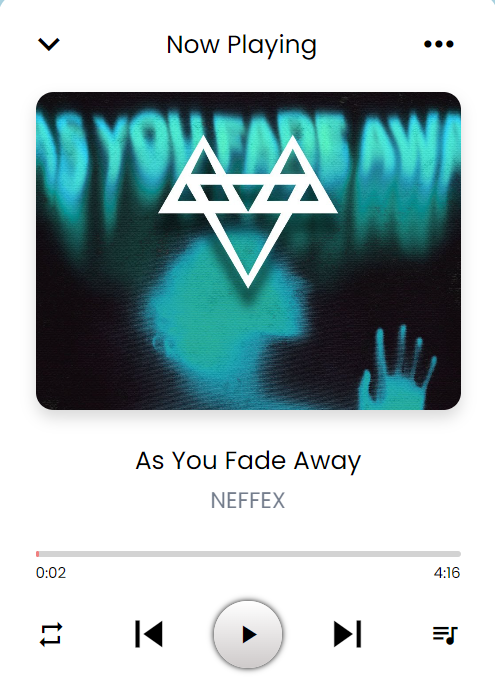 Now Playing
AS YOU FADE AWA
As You Fade Away
NEFFEX
0:02
4:16